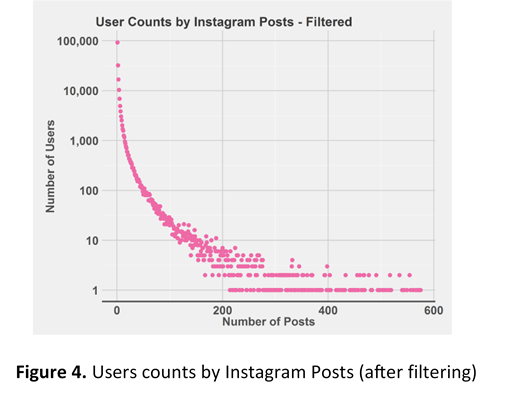 User Counts by Instagram Posts - Filtered
100,000
10,000
1,000
100
10
1
Number of Users
0 200 400 600
Number of Posts
Figure 4. Users counts by Instagram Posts (after filtering)